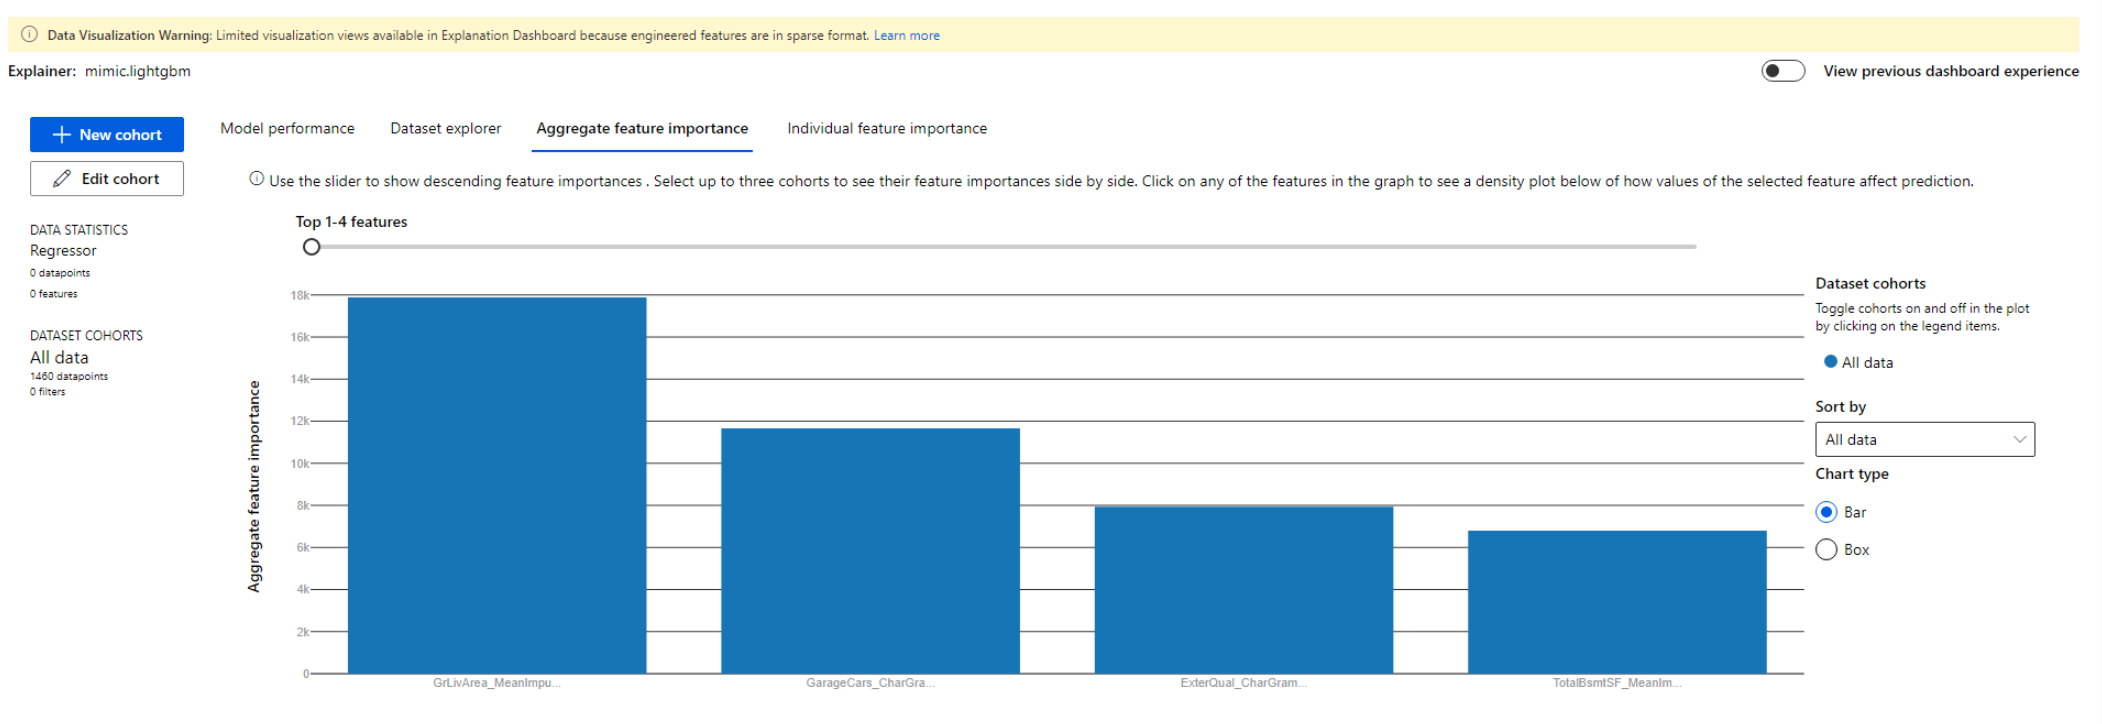 Data Visualization Warning: Limited visualization views available in Explanation Dashboard because engineered features are in sparse format. Learn more
Explainer: mimic.lightgbm
View previous dashboard experience
New cohort
Edit cohort
Model performance
Dataset explorer
Aggregate feature importance
Individual feature importance
Use the slider to show descending feature importances . Select up to three cohorts to see their feature importances side by side. Click on any of the features in the graph to see a density plot below of how values of the selected feature affect prediction.
DATA STATISTICS
Regressor
0 datapoints
0 features
DATASET COHORTS
All data
1460 datapoints
0 filters
Top 1-4 features
Aggregate feature importance
18k
16k
14k
12k
10k
8k
6k
4k
2k
0
GrLivArea_MeanImpu...
GarageCars_CharGra...
ExterQual_CharGram...
TotalBsmtSF_MeanIm...
Dataset cohorts
Toggle cohorts on and off in the plot
by clicking on the legend items.
All data
Sort by
All data
Chart type
Bar
Box